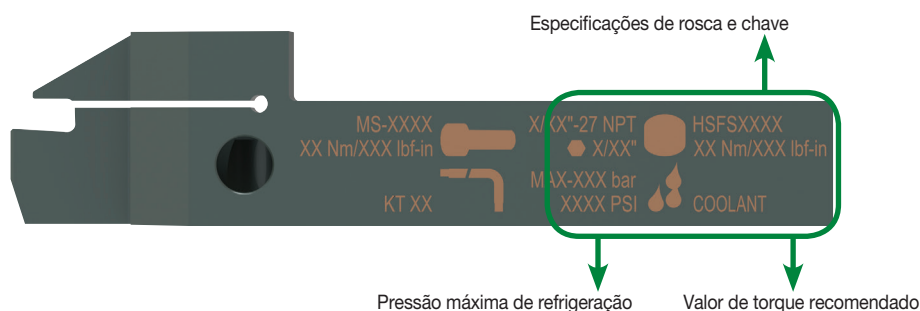 Especificações de rosca e chave
MS-XXXX
XX Nm/XXX lbf-in
KT XX
X/XX"-27 NPT
X/XX"
MAX-XXX bar
XXXX PSI
HSFSXXXX
XX Nm/XXX lbf-in
COOLANT
Pressão máxima de refrigeração
Valor de torque recomendado